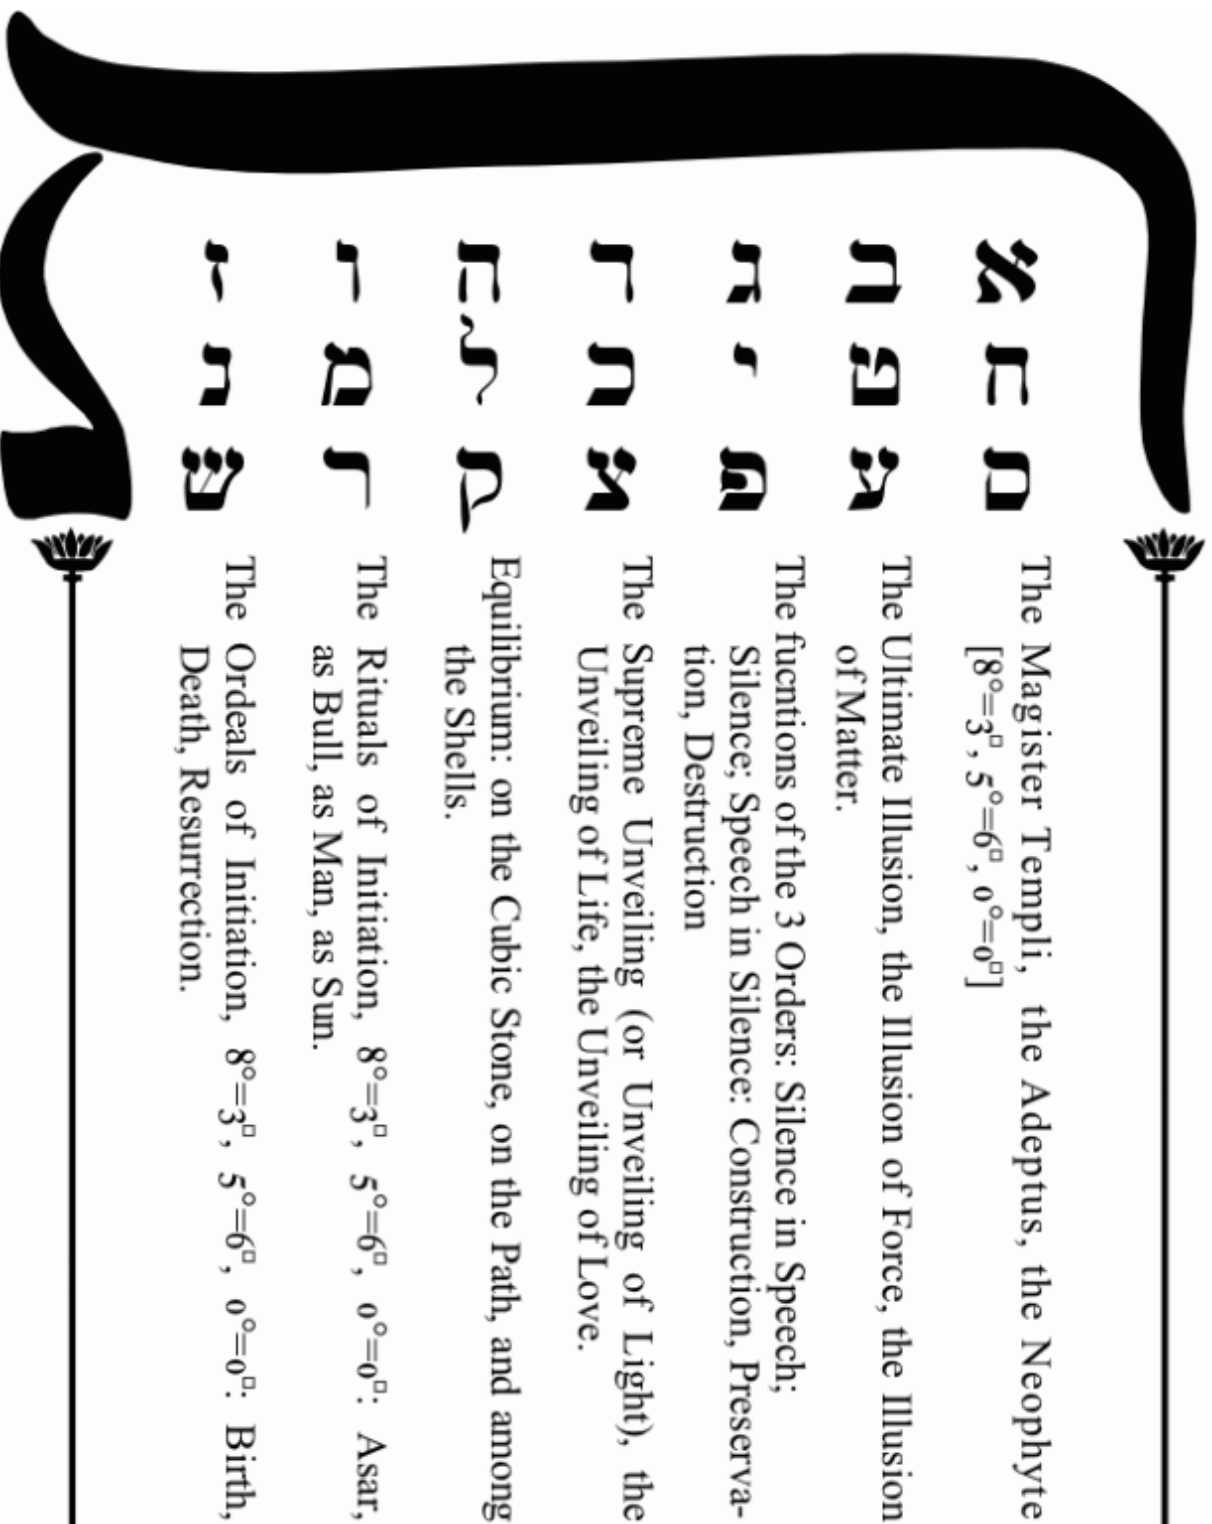 א ח ס The Magister Templi, the Adeptus, the Neophyte
[8°=3□, 5°=6□, 0°=0□]
ב ט ע The Ultimate Illusion, the Illusion of Force, the Illusion
of Matter.
ג י פ The fucntions of the 3 Orders: Silence in Speech;
Silence; Speech in Silence: Construction, Preserva-
tion, Destruction
ד כ צ The Supreme Unveiling (or Unveiling of Light), the
Unveiling of Life, the Unveiling of Love.
ה ל ק Equilibrium: on the Cubic Stone, on the Path, and among
the Shells.
ו מ ר The Rituals of Initiation, 8°=3□, 5°=6□, 0°=0□: Asar,
as Bull, as Man, as Sun.
ז נ ש The Ordeals of Initiation, 8°=3□, 5°=6□, 0°=0□: Birth,
Death, Resurrection.